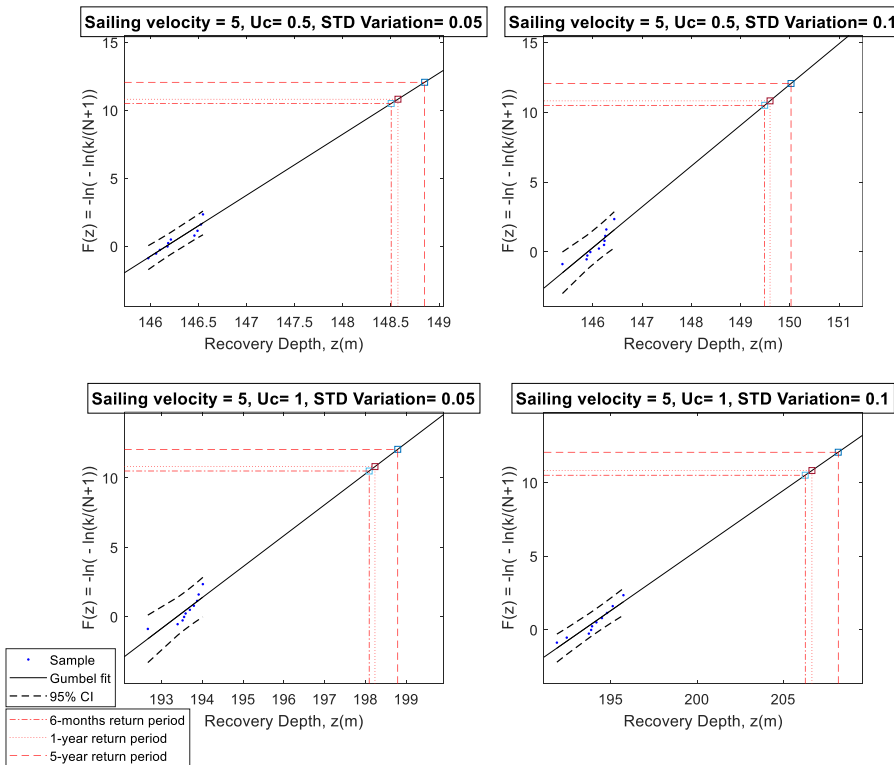 Sailing velocity = 5, Uc= 0.5, STD Variation= 0.05
15
10
5
0
F(z) = -ln( - ln(k/(N+1))
146 146.5 147 147.5 148 148.5 149
Recovery Depth, z(m)
Sailing velocity = 5, Uc= 0.5, STD Variation= 0.1
15
10
5
0
F(z) = -ln( - ln(k/(N+1))
146 147 148 149 150 151
Recovery Depth, z(m)
Sailing velocity = 5, Uc= 1, STD Variation= 0.05
10
5
0
F(z) = -ln( - ln(k/(N+1))
193 194 195 196 197 198 199
Recovery Depth, z(m)
Sailing velocity = 5, Uc= 1, STD Variation= 0.1
10
5
0
F(z) = -ln( - ln(k/(N+1))
195 200 205
Recovery Depth, z(m)
Sample
Gumbel fit
95% CI
6-months return period
1-year return period
5-year return period